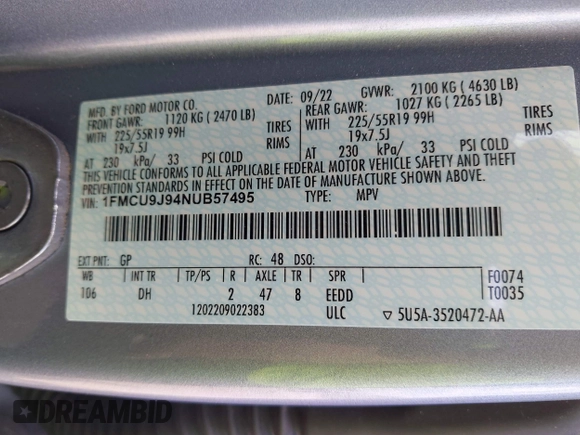 MFD. BY FORD MOTOR CO. DATE: 09/22 GVWR: 2100 KG ( 4630 LB)
FRONT GAWR: 1120 KG ( 2470 LB) REAR GAWR: 1027 KG ( 2265 LB)
WITH 225/55R19 99H TIRES WITH 225/55R19 99H TIRES
19x7.5J RIMS 19x7.5J RIMS
AT 230 kPa/ 33 PSI COLD AT 230 kPa/ 33 PSI COLD
THIS VEHICLE CONFORMS TO ALL APPLICABLE FEDERAL MOTOR VEHICLE SAFETY AND THEFT
PREVENTION STANDARDS IN EFFECT ON THE DATE OF MANUFACTURE SHOWN ABOVE.
VIN: 1FMCU9J94NUB57495 TYPE: MPV
EXT PNT: GP RC: 48 DSO:
WB INT TR TP/PS R AXLE TR SPR F0074
106 DH 2 47 8 EEDD T0035
1202209022383 ULC ▽ 5U5A-3520472-AA
DREAMBID